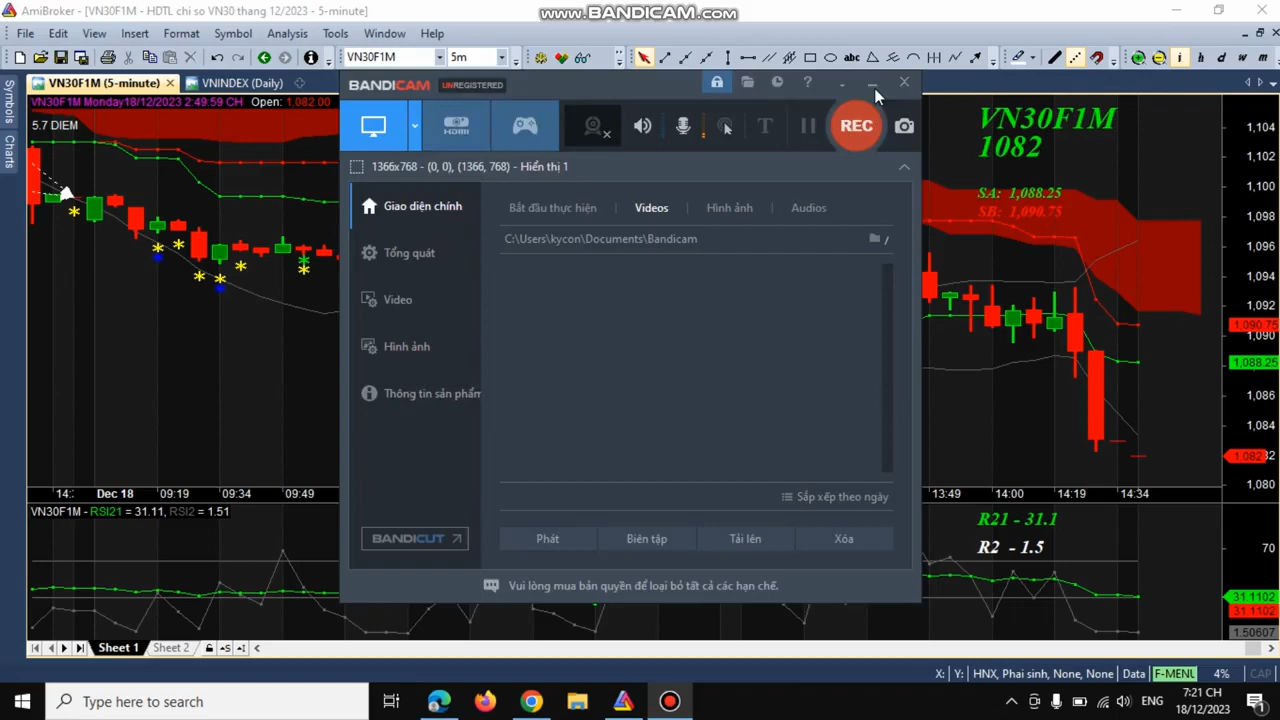 AmiBroker - [VN30F1M - HDTL chi so VN30 thang 12/2023 - 5-minute]
www.BANDICAM.com
File Edit View Insert Format Symbol Analysis Tools Window Help
VN30F1M 5m
abc
i d w m
VN30F1M (5-minute) VNINDEX (Daily)
Symbols
Charts
VN30F1M Monday18/12/2023 2:49:59 CH Open: 1,082.00
5.7 DIEM
BANDICAM UNREGISTERED
HDMI
T
REC
1366x768 - (0, 0), (1366, 768) - Hiển thị 1
Giao diện chính
Tổng quát
Video
Hình ảnh
Thông tin sản phẩm
BANDICUT
Bắt đầu thực hiện Videos Hình ảnh Audios
C:\Users\kycon\Documents\Bandicam
Sắp xếp theo ngày
Phát Biên tập Tải lên Xóa
Vui lòng mua bản quyền để loại bỏ tất cả các hạn chế.
VN30F1M
1082
SA: 1,088.25
SB: 1,090.75
1,104
1,102
1,100
1,098
1,096
1,094
1,092
1,090.75
1,090
1,088.25
1,086
1,084
1,082
1,080
14: Dec 18 09:19 09:34 09:49 13:49 14:00 14:19 14:34
VN30F1M - RSI21 = 31.11, RSI2 = 1.51
R21 - 31.1
R2 - 1.5
70
31.1102
31.1102
1.50607
Sheet 1 Sheet 2
X: Y: HNX, Phai sinh, None, None Data F-MENU 4% CAP
Type here to search
ENG
7:21 CH
18/12/2023
1